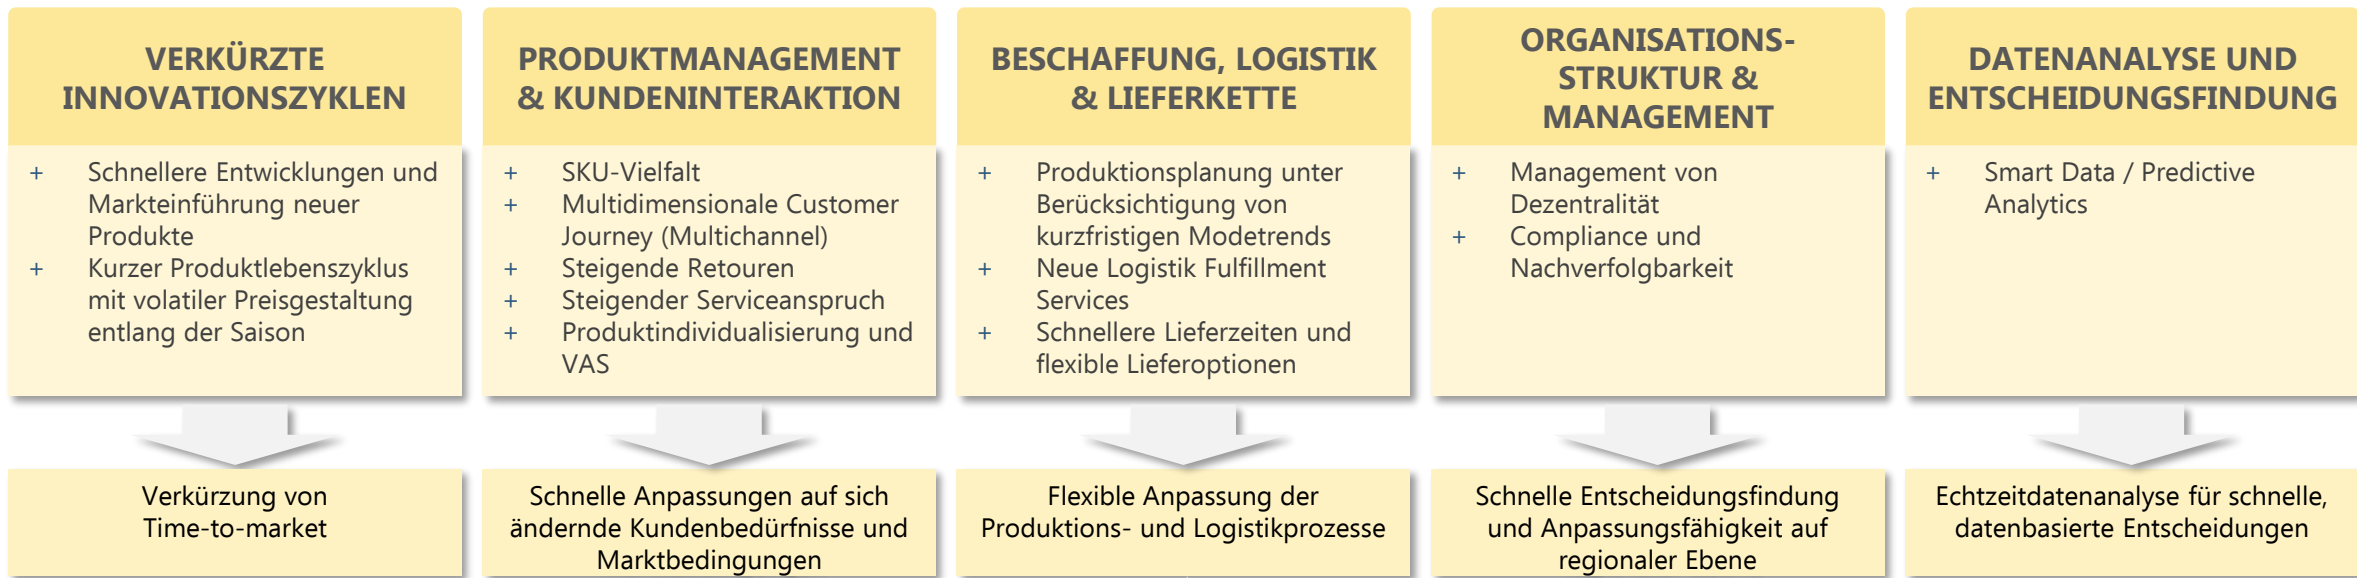 VERKÜRZTE
INNOVATIONSZYKLEN
+ Schnellere Entwicklungen und
Markteinführung neuer
Produkte
+ Kurzer Produktlebenszyklus
mit volatiler Preisgestaltung
entlang der Saison
Verkürzung von
Time-to-market
PRODUKTMANAGEMENT
& KUNDENINTERAKTION
+ SKU-Vielfalt
+ Multidimensionale Customer
Journey (Multichannel)
+ Steigende Retouren
+ Steigender Serviceanspruch
+ Produktindividualisierung und
VAS
Schnelle Anpassungen auf sich
ändernde Kundenbedürfnisse und
Marktbedingungen
BESCHAFFUNG, LOGISTIK
& LIEFERKETTE
+ Produktionsplanung unter
Berücksichtigung von
kurzfristigen Modetrends
+ Neue Logistik Fulfillment
Services
+ Schnellere Lieferzeiten und
flexible Lieferoptionen
Flexible Anpassung der
Produktions- und Logistikprozesse
ORGANISATIONS-
STRUKTUR &
MANAGEMENT
+ Management von
Dezentralität
+ Compliance und
Nachverfolgbarkeit
Schnelle Entscheidungsfindung
und Anpassungsfähigkeit auf
regionaler Ebene
DATENANALYSE UND
ENTSCHEIDUNGSFINDUNG
+ Smart Data / Predictive
Analytics
Echtzeitdatenanalyse für schnelle,
datenbasierte Entscheidungen